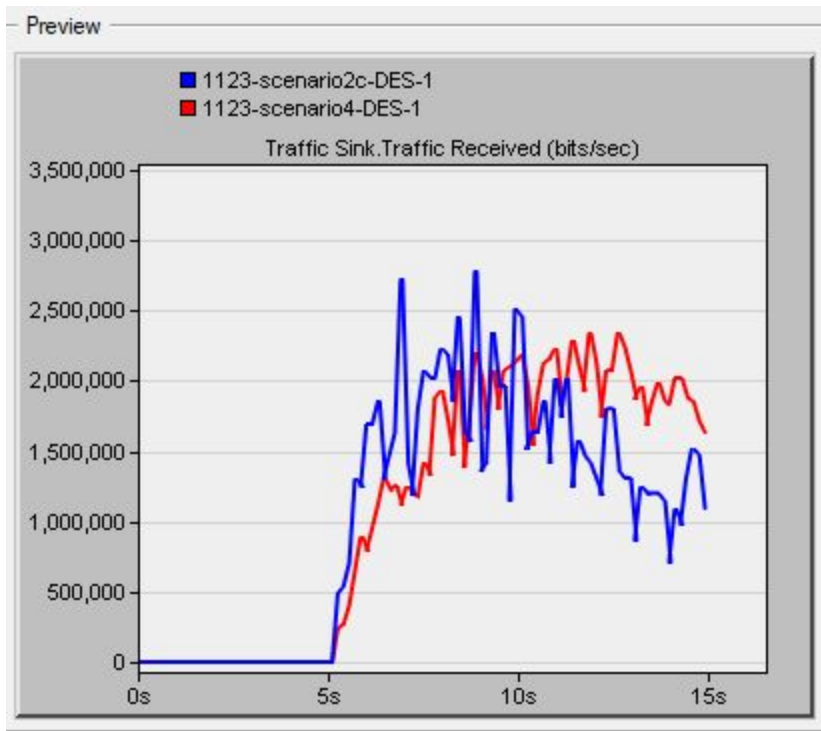 Preview
1123-scenario2c-DES-1
1123-scenario4-DES-1
Traffic Sink.Traffic Received (bits/sec)
3,500,000
3,000,000
2,500,000
2,000,000
1,500,000
1,000,000
500,000
0
0s 5s 10s 15s